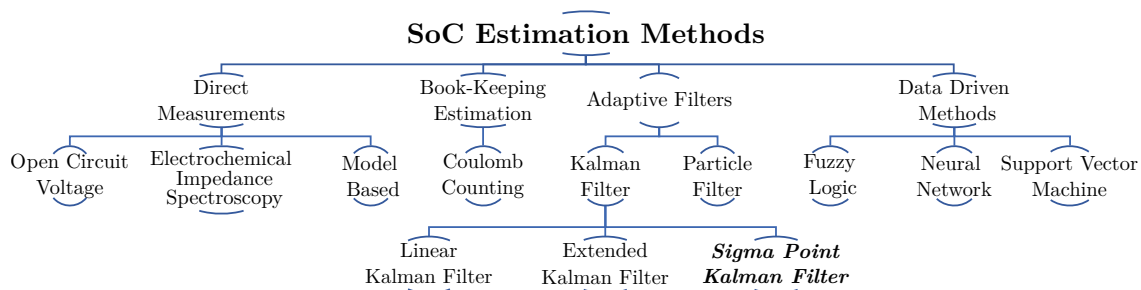 SoC Estimation Methods
Direct
Measurements
Book-Keeping
Estimation
Adaptive Filters
Data Driven
Methods
Open Circuit
Voltage
Electrochemical
Impedance
Spectroscopy
Model
Based
Coulomb
Counting
Kalman
Filter
Particle
Filter
Fuzzy
Logic
Neural
Network
Support Vector
Machine
Linear
Kalman Filter
Extended
Kalman Filter
Sigma Point
Kalman Filter